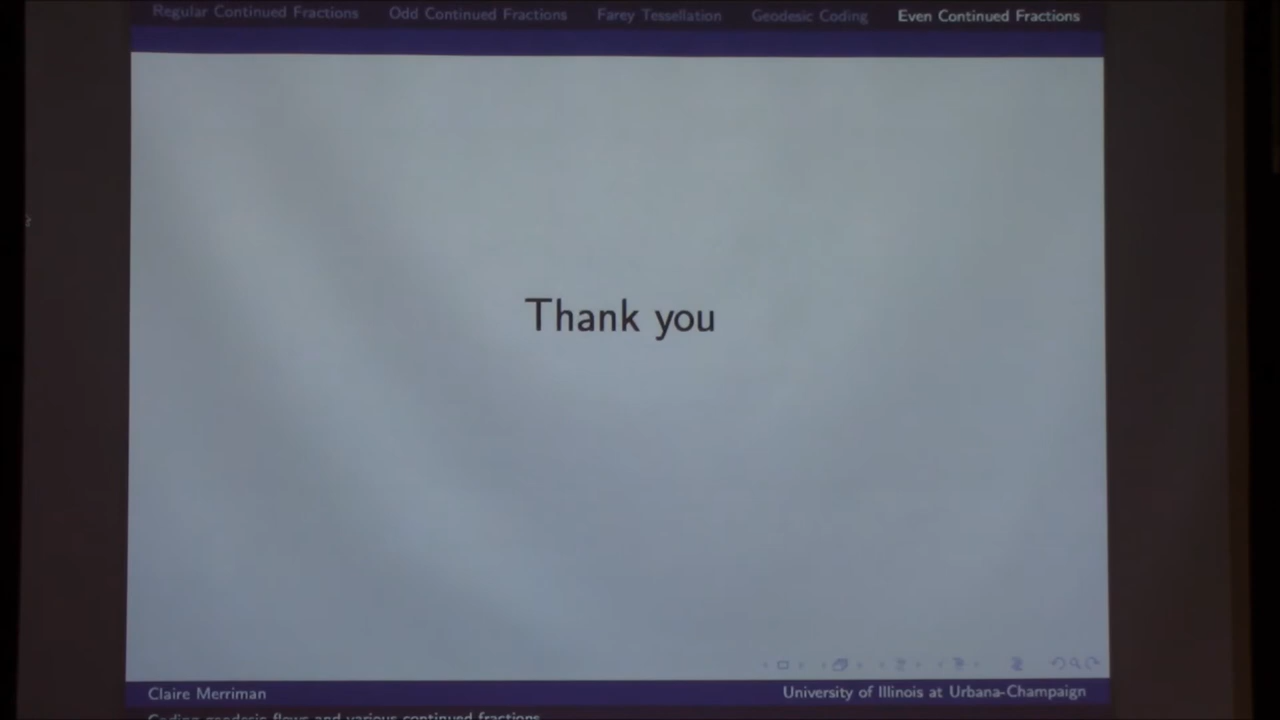 Regular Continued Fractions Odd Continued Fractions Farey Tessellation Geodesic Coding Even Continued Fractions
Thank you
Claire Merriman University of Illinois at Urbana-Champaign
Coding geodesic flows and various continued fractions